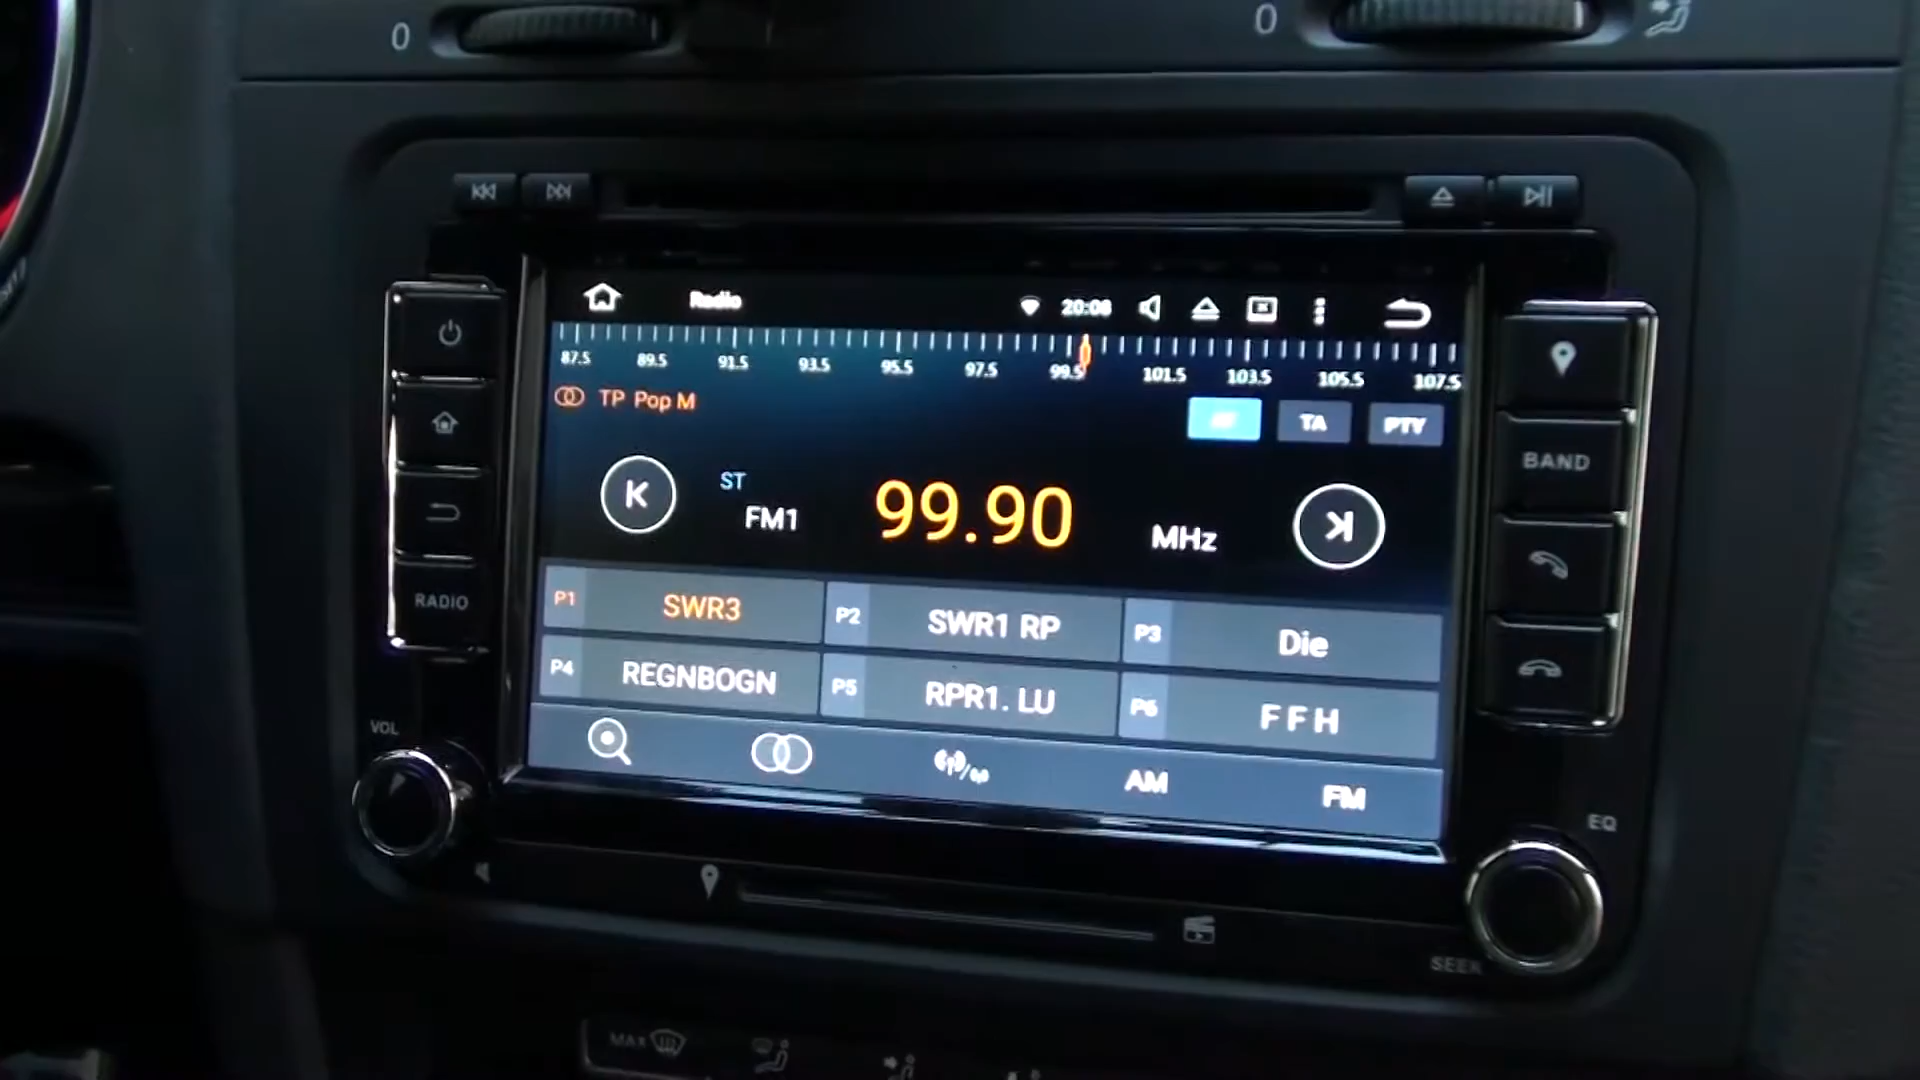 0 0
Radio 20:08
87.5 89.5 91.5 93.5 95.5 97.5 99.5 101.5 103.5 105.5 107.5
TP Pop M
TA PTY
BAND
ST
FM1 99.90 MHz
P1 SWR3 P2 SWR1 RP P3 Die
RADIO
P4 REGNBOGN P5 RPR1. LU P6 F F H
VOL
AM FM
EQ
SEEK
MAX